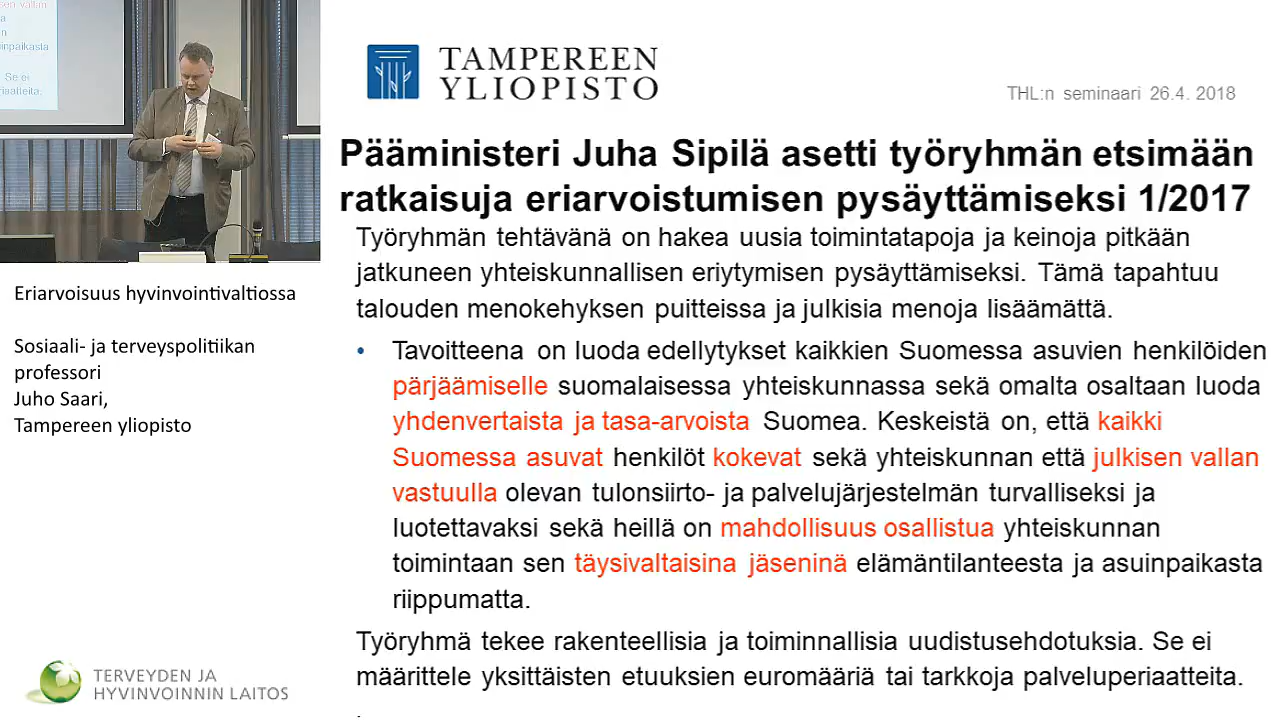 sen vallan
a
n
inpaikasta
Se ei
riaatteita.
Eriarvoisuus hyvinvointivaltiossa
Sosiaali- ja terveyspolitiikan
professori
Juho Saari,
Tampereen yliopisto
TERVEYDEN JA
HYVINVOINNIN LAITOS
TAMPEREEN
YLIOPISTO
THL:n seminaari 26.4. 2018
Pääministeri Juha Sipilä asetti työryhmän etsimään
ratkaisuja eriarvoistumisen pysäyttämiseksi 1/2017
Työryhmän tehtävänä on hakea uusia toimintatapoja ja keinoja pitkään
jatkuneen yhteiskunnallisen eriytymisen pysäyttämiseksi. Tämä tapahtuu
talouden menokehyksen puitteissa ja julkisia menoja lisäämättä.
• Tavoitteena on luoda edellytykset kaikkien Suomessa asuvien henkilöiden
pärjäämiselle suomalaisessa yhteiskunnassa sekä omalta osaltaan luoda
yhdenvertaista ja tasa-arvoista Suomea. Keskeistä on, että kaikki
Suomessa asuvat henkilöt kokevat sekä yhteiskunnan että julkisen vallan
vastuulla olevan tulonsiirto- ja palvelujärjestelmän turvalliseksi ja
luotettavaksi sekä heillä on mahdollisuus osallistua yhteiskunnan
toimintaan sen täysivaltaisina jäseninä elämäntilanteesta ja asuinpaikasta
riippumatta.
Työryhmä tekee rakenteellisia ja toiminnallisia uudistusehdotuksia. Se ei
määrittele yksittäisten etuuksien euromääriä tai tarkkoja palveluperiaatteita.
.